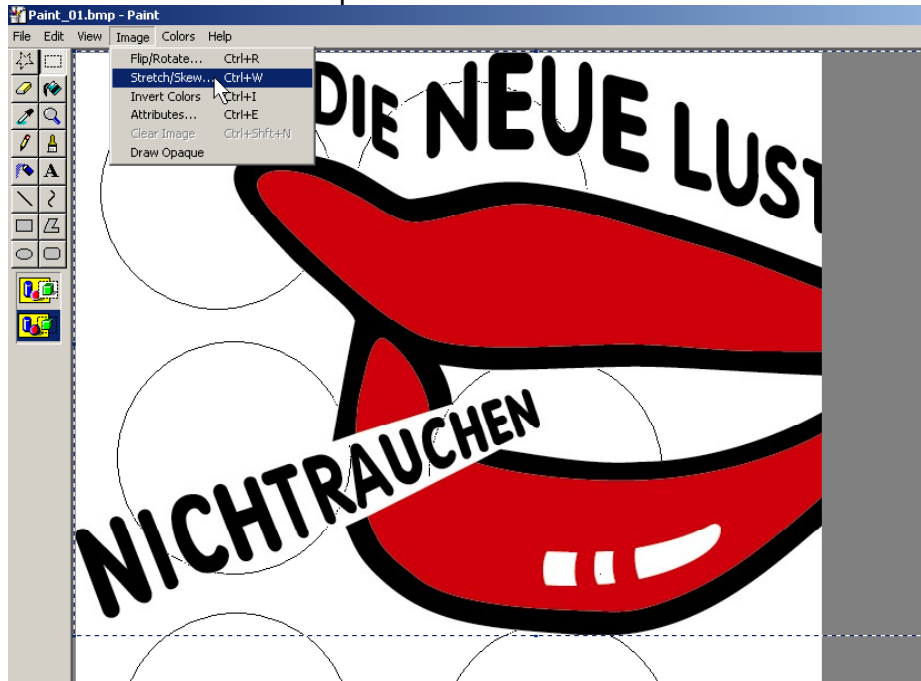 Paint_01.bmp - Paint
File Edit View Image Colors Help
Flip/Rotate... Ctrl+R
Stretch/Skew... Ctrl+W
Invert Colors Ctrl+I
Attributes... Ctrl+E
Clear Image Ctrl+Shft+N
Draw Opaque
A
DIE NEUE LUST
NICHTRAUCHEN